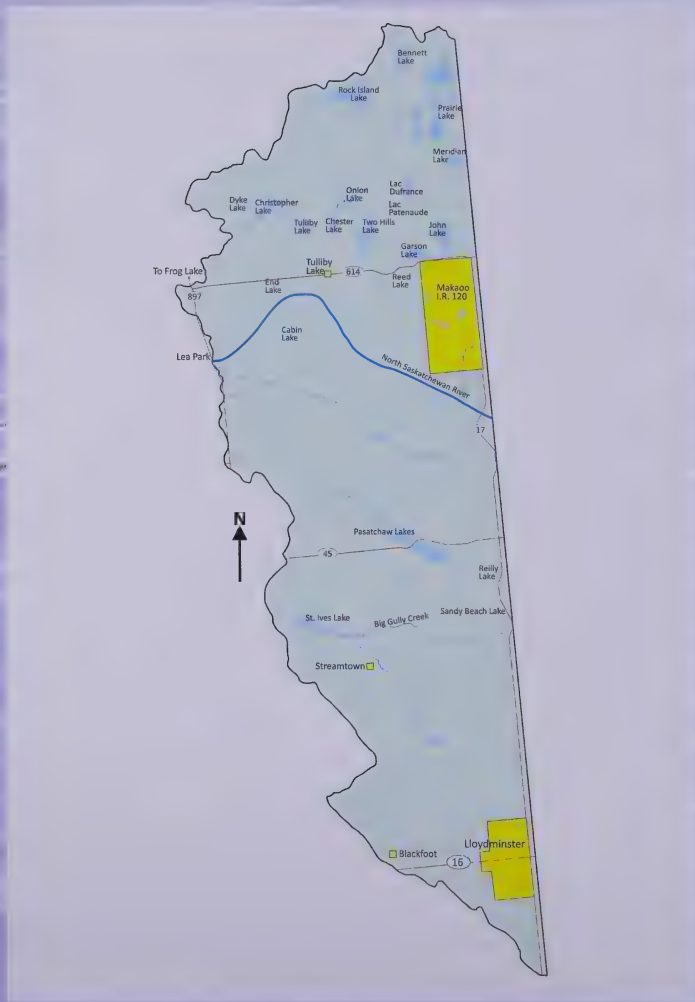 Bennett
Lake
Rock Island
Lake
Prairie
Lake
Meridian
Lake
Lac
Dufrance
Onion
Lake
Dyke
Lake
Christopher
Lake
Lac
Patenaude
Tulliby
Lake
Chester
Lake
Two Hills
Lake
John
Lake
Garson
Lake
Tulliby
Lake
614
To Frog Lake
Reed
Lake
End
Lake
897
Makaoo
I.R. 120
Cabin
Lake
Lea Park
North Saskatchewan River
17
N
Pasatchaw Lakes
45
Reilly
Lake
Sandy Beach Lake
St. Ives Lake
Big Gully Creek
Streamtown
Lloydminster
Blackfoot
16